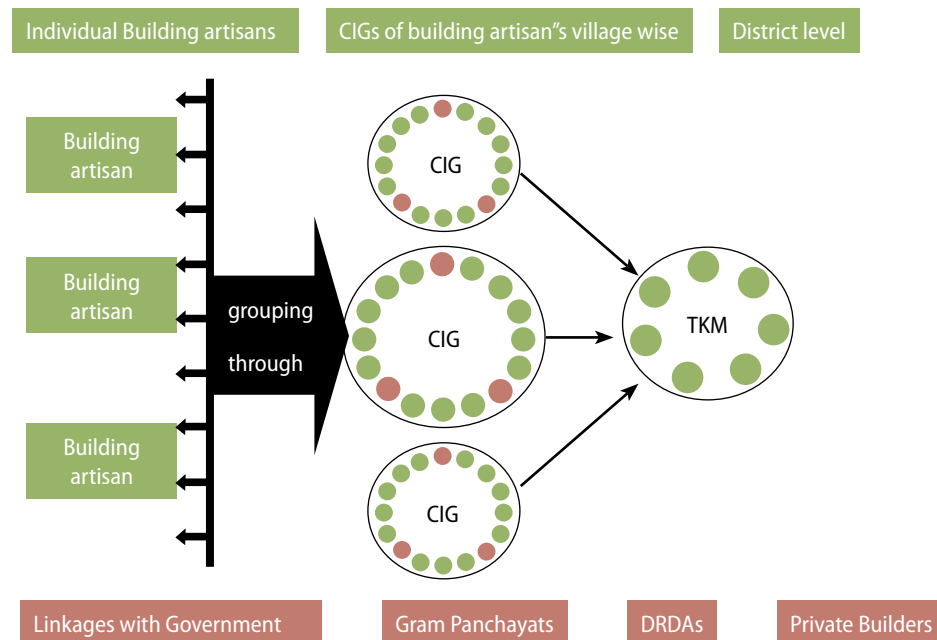 Individual Building artisans
CIGs of building artisan"s village wise
District level
Building
artisan
Building
artisan
Building
artisan
grouping
through
CIG
CIG
CIG
TKM
Linkages with Government
Gram Panchayats
DRDAs
Private Builders